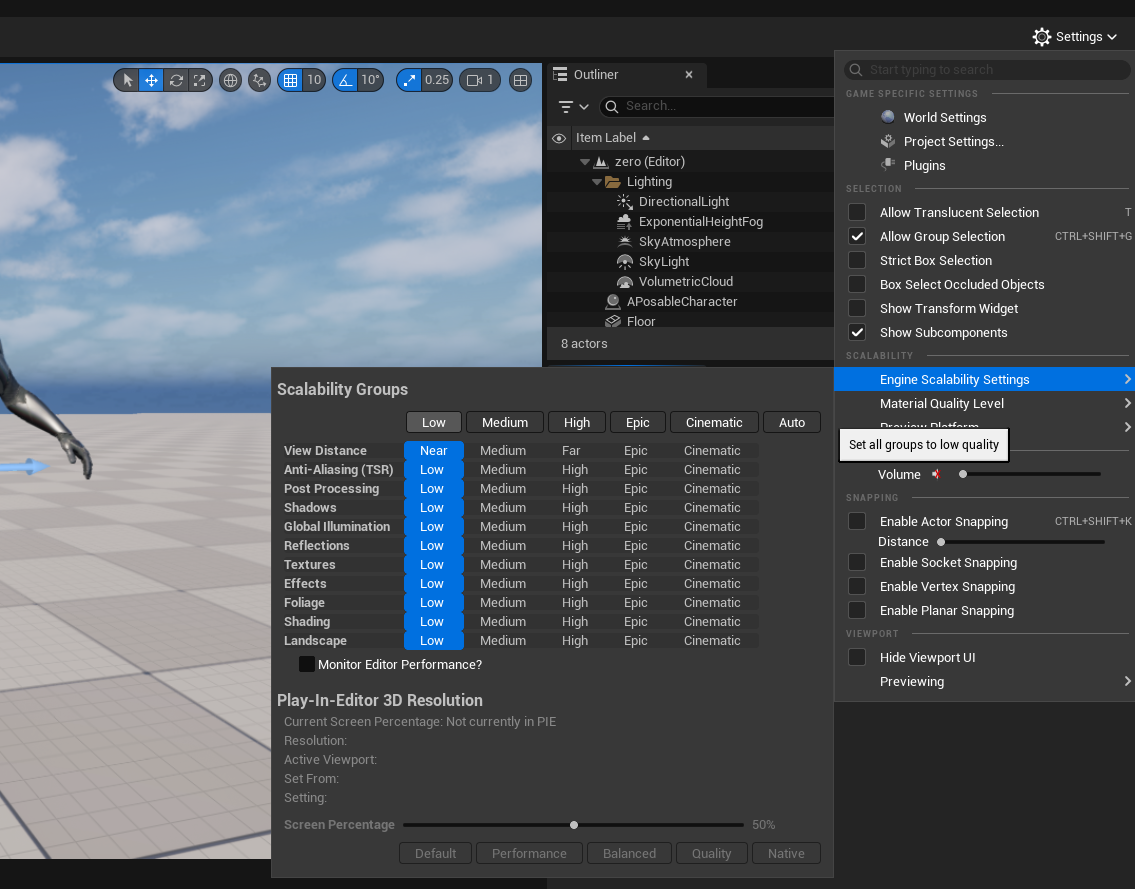 Settings
10
10°
0.25
1
Outliner
Search...
Item Label
zero (Editor)
Lighting
DirectionalLight
ExponentialHeightFog
SkyAtmosphere
SkyLight
VolumetricCloud
APosableCharacter
Floor
8 actors
Start typing to search
GAME SPECIFIC SETTINGS
World Settings
Project Settings...
Plugins
SELECTION
Allow Translucent Selection T
Allow Group Selection CTRL+SHIFT+G
Strict Box Selection
Box Select Occluded Objects
Show Transform Widget
Show Subcomponents
SCALABILITY
Engine Scalability Settings
Material Quality Level
Preview Platform
Set all groups to low quality
Volume
SNAPPING
Enable Actor Snapping CTRL+SHIFT+K
Distance
Enable Socket Snapping
Enable Vertex Snapping
Enable Planar Snapping
VIEWPORT
Hide Viewport UI
Previewing
Scalability Groups
Low Medium High Epic Cinematic Auto
View Distance Near Medium Far Epic Cinematic
Anti-Aliasing (TSR) Low Medium High Epic Cinematic
Post Processing Low Medium High Epic Cinematic
Shadows Low Medium High Epic Cinematic
Global Illumination Low Medium High Epic Cinematic
Reflections Low Medium High Epic Cinematic
Textures Low Medium High Epic Cinematic
Effects Low Medium High Epic Cinematic
Foliage Low Medium High Epic Cinematic
Shading Low Medium High Epic Cinematic
Landscape Low Medium High Epic Cinematic
Monitor Editor Performance?
Play-In-Editor 3D Resolution
Current Screen Percentage: Not currently in PIE
Resolution:
Active Viewport:
Set From:
Setting:
Screen Percentage 50%
Default Performance Balanced Quality Native